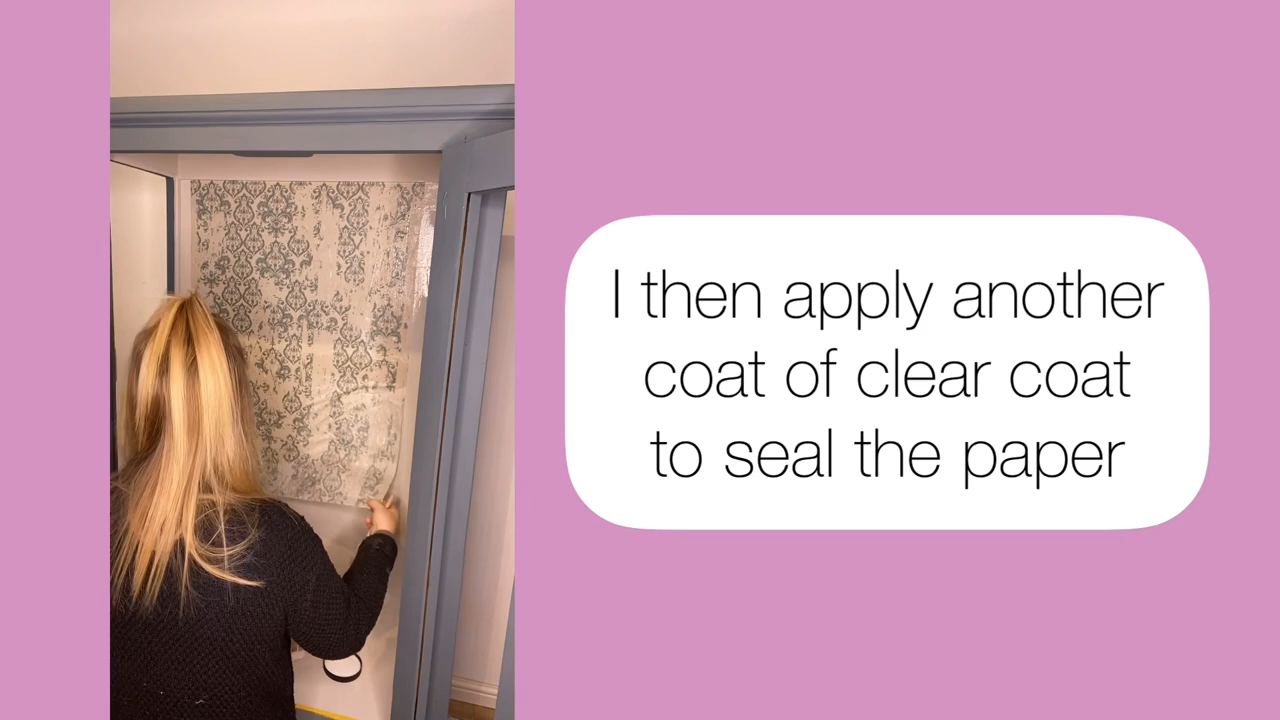 I then apply another
coat of clear coat
to seal the paper